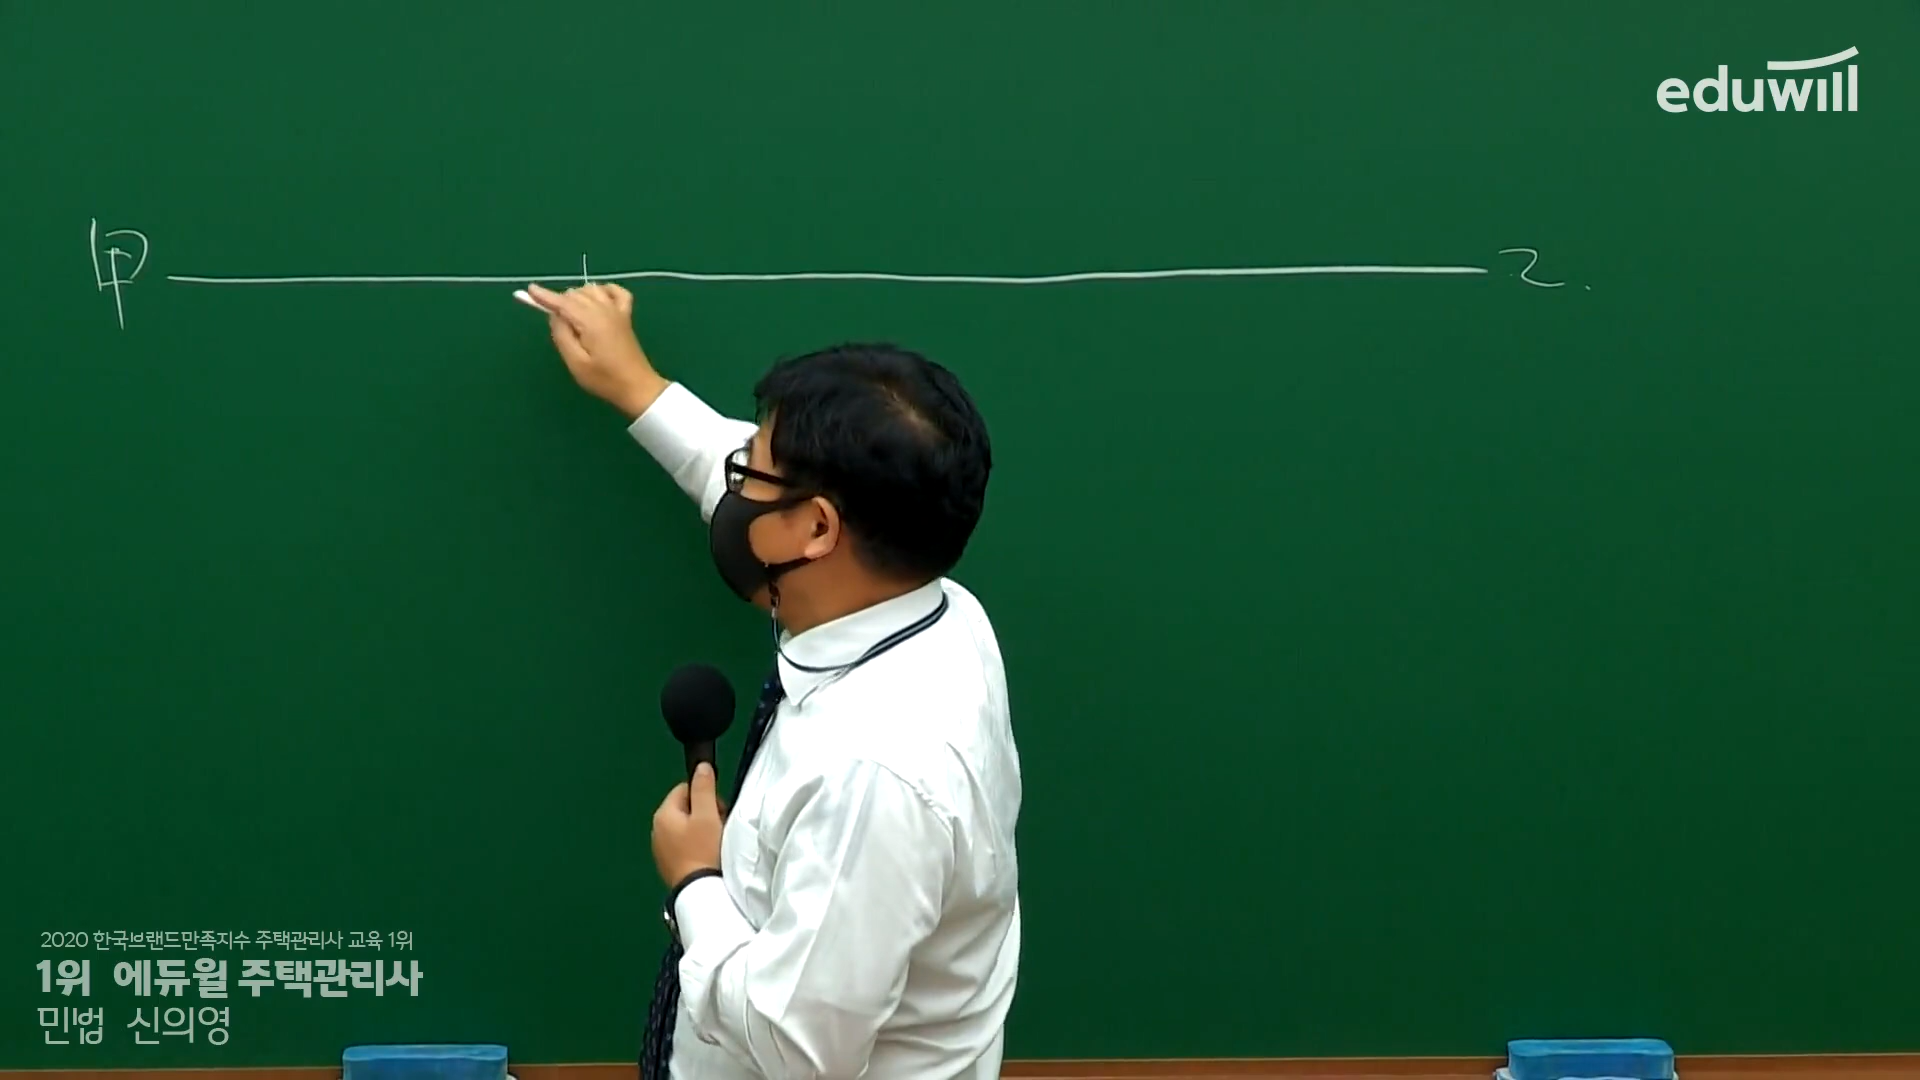 eduwill
甲 乙
2020 한국브랜드만족지수 주택관리사 교육 1위
1위 에듀윌 주택관리사
민법 신의영